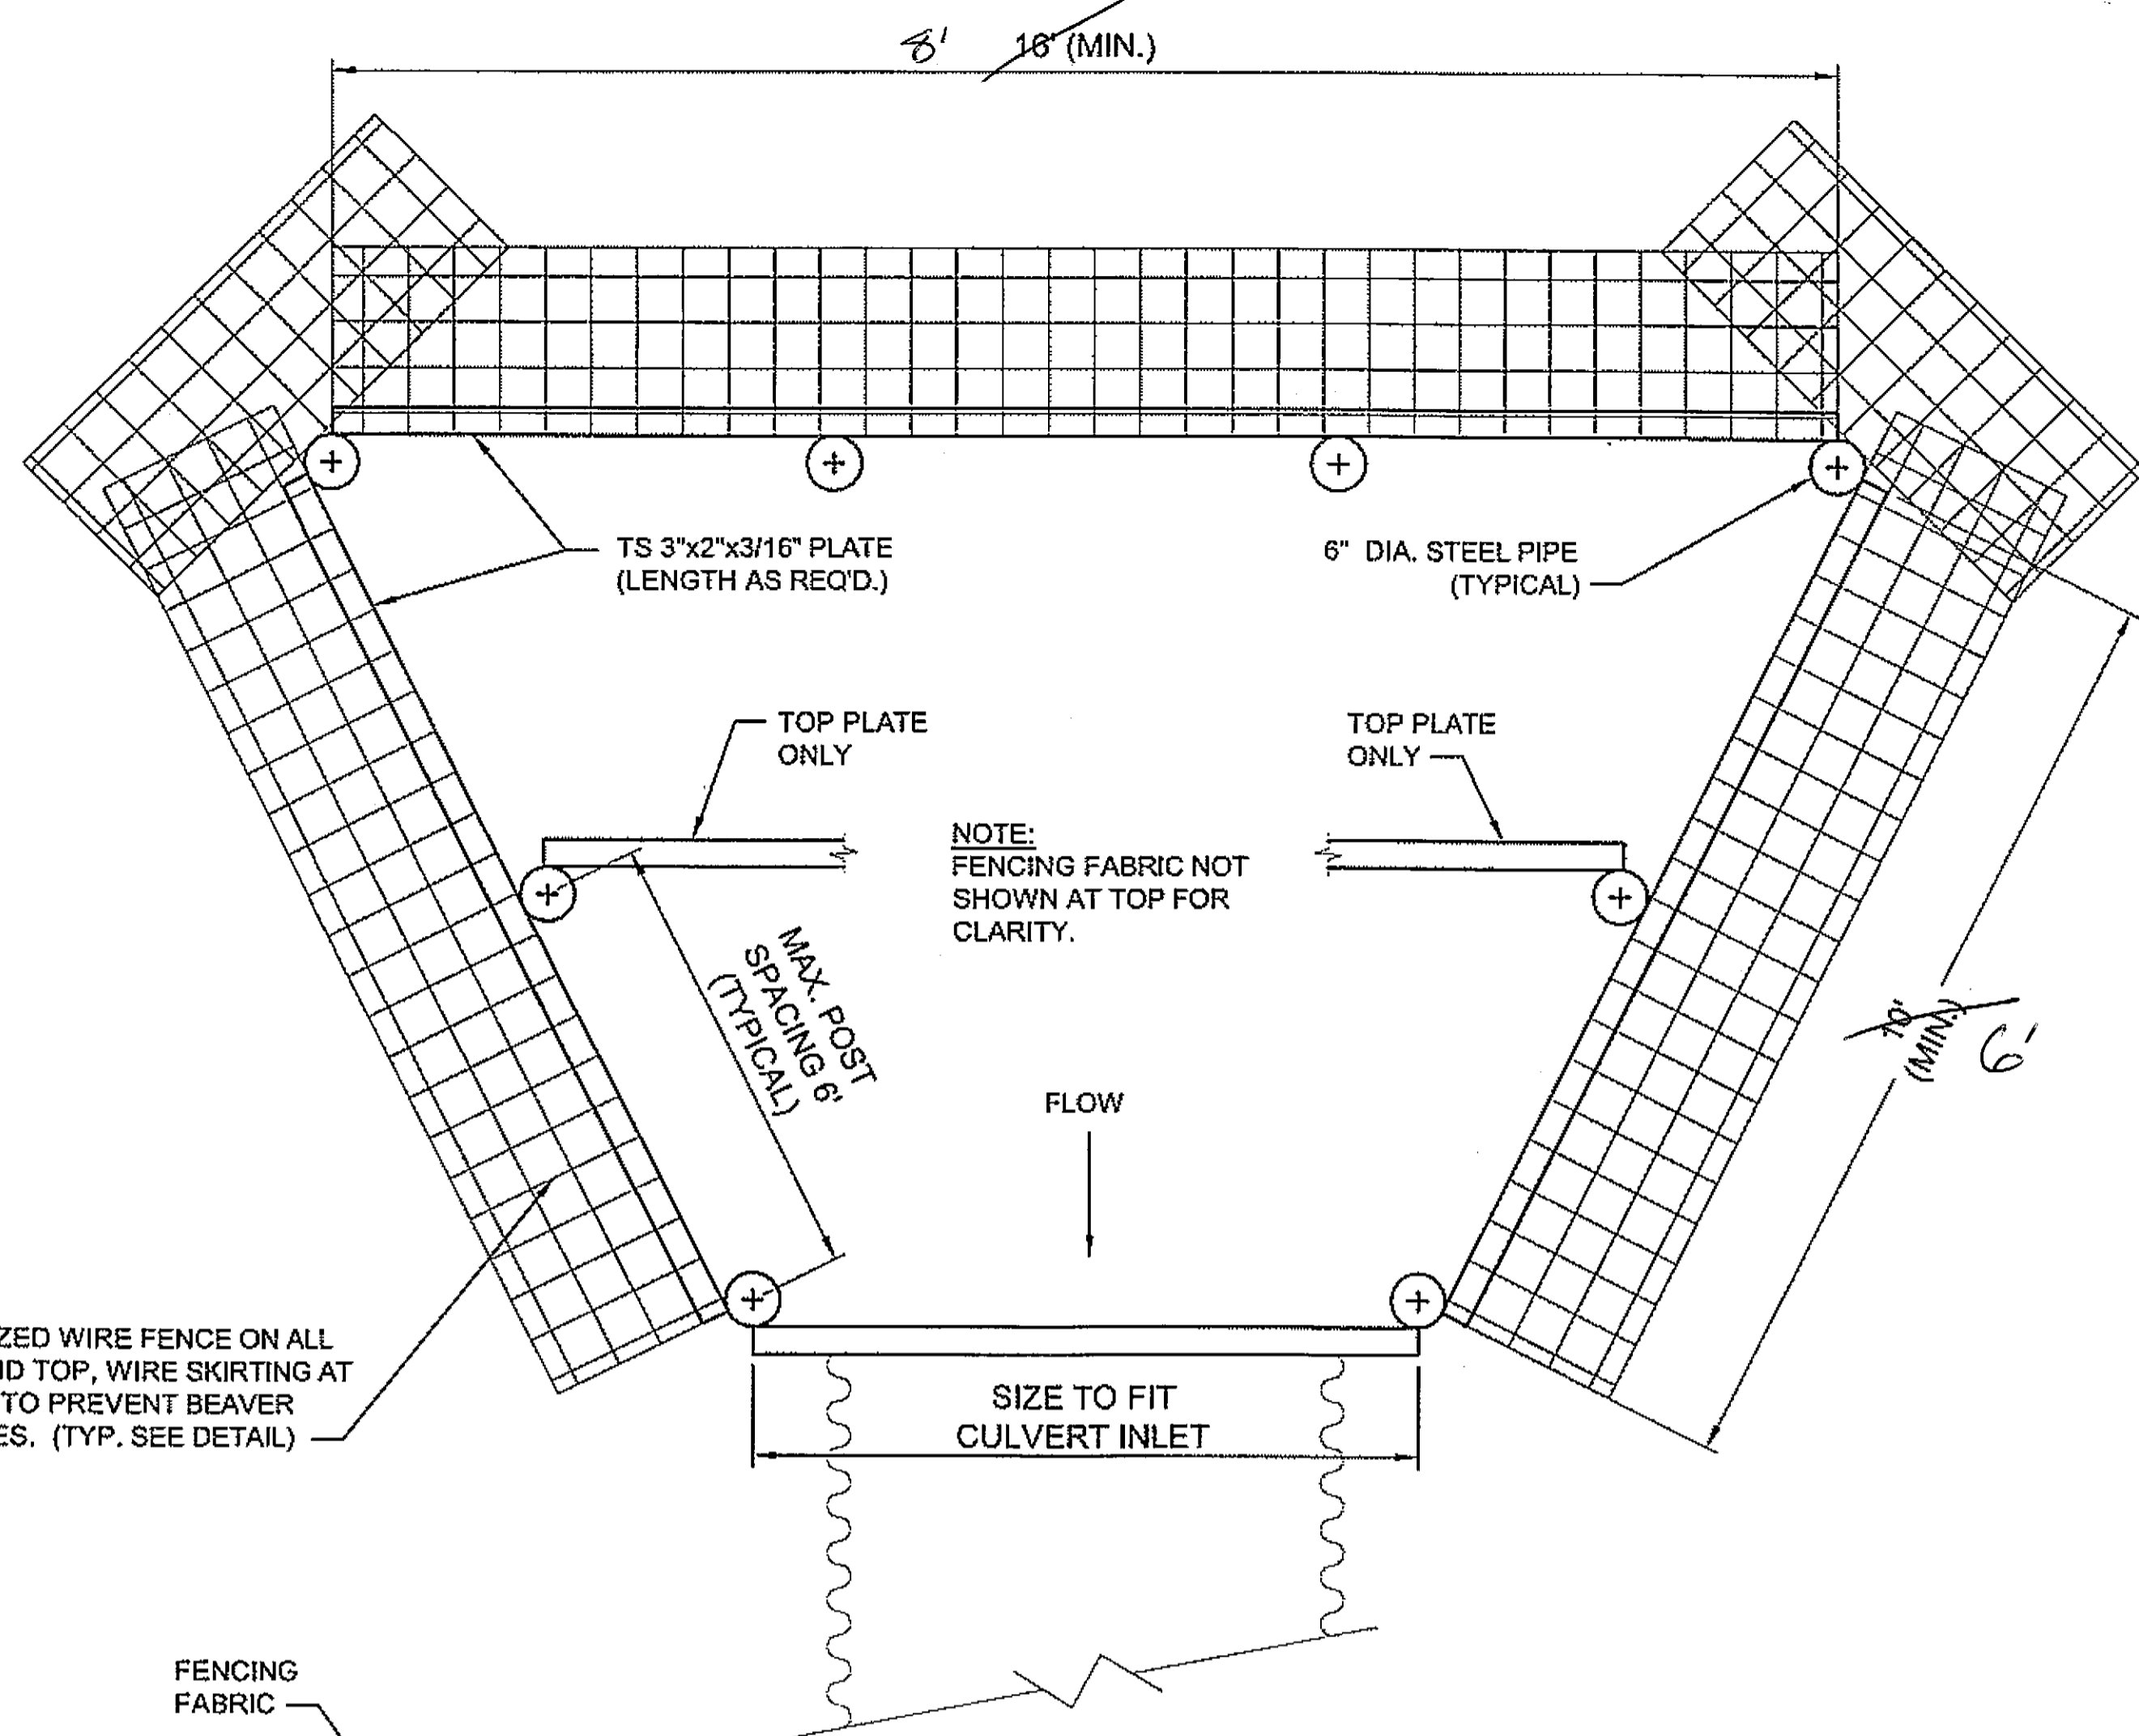 8' 16' (MIN.)
TS 3"x2"x3/16" PLATE
(LENGTH AS REQ'D.)
6" DIA. STEEL PIPE
(TYPICAL)
TOP PLATE
ONLY
TOP PLATE
ONLY
NOTE:
FENCING FABRIC NOT
SHOWN AT TOP FOR
CLARITY.
MAX. POST
SPACING 6'
(TYPICAL)
FLOW
(MIN.) 6'
ZED WIRE FENCE ON ALL
ID TOP, WIRE SKIRTING AT
TO PREVENT BEAVER
ES. (TYP. SEE DETAIL)
SIZE TO FIT
CULVERT INLET
FENCING
FABRIC